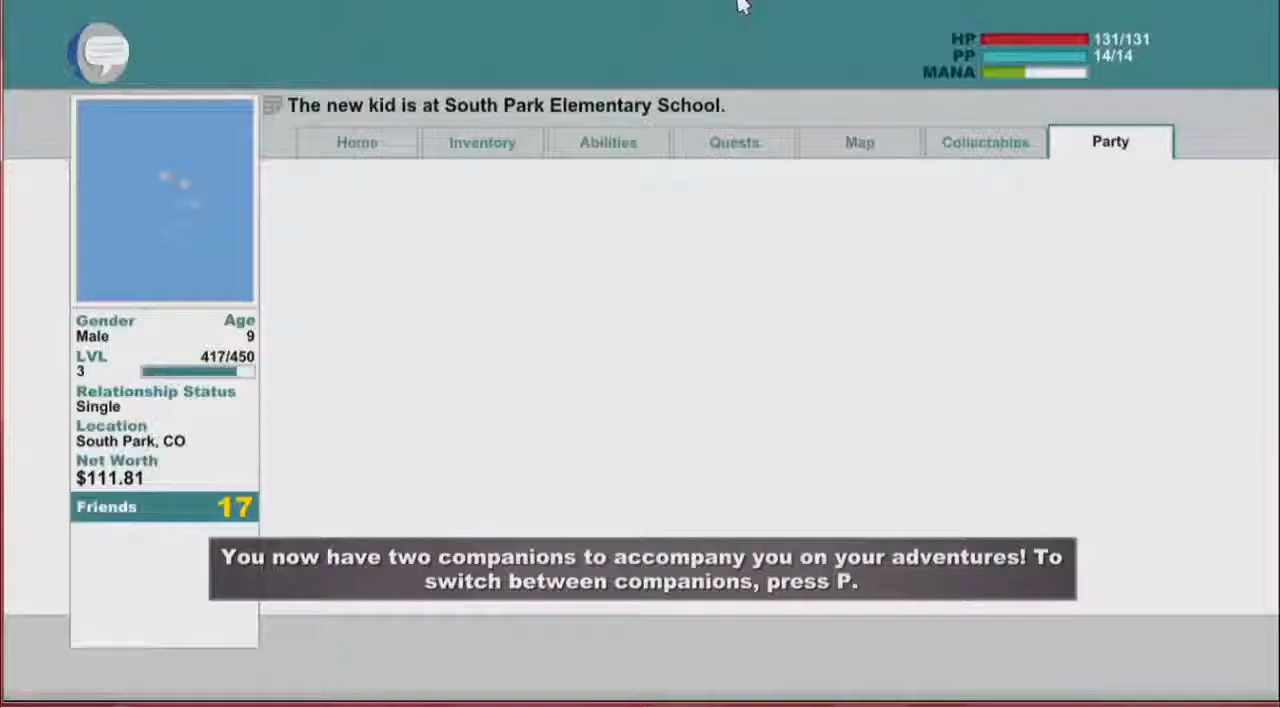 HP 131/131
PP 14/14
MANA
The new kid is at South Park Elementary School.
Home Inventory Abilities Quests Map Collectables Party
Gender Age
Male 9
LVL 417/450
3
Relationship Status
Single
Location
South Park, CO
Net Worth
$111.81
Friends 17
You now have two companions to accompany you on your adventures! To
switch between companions, press P.